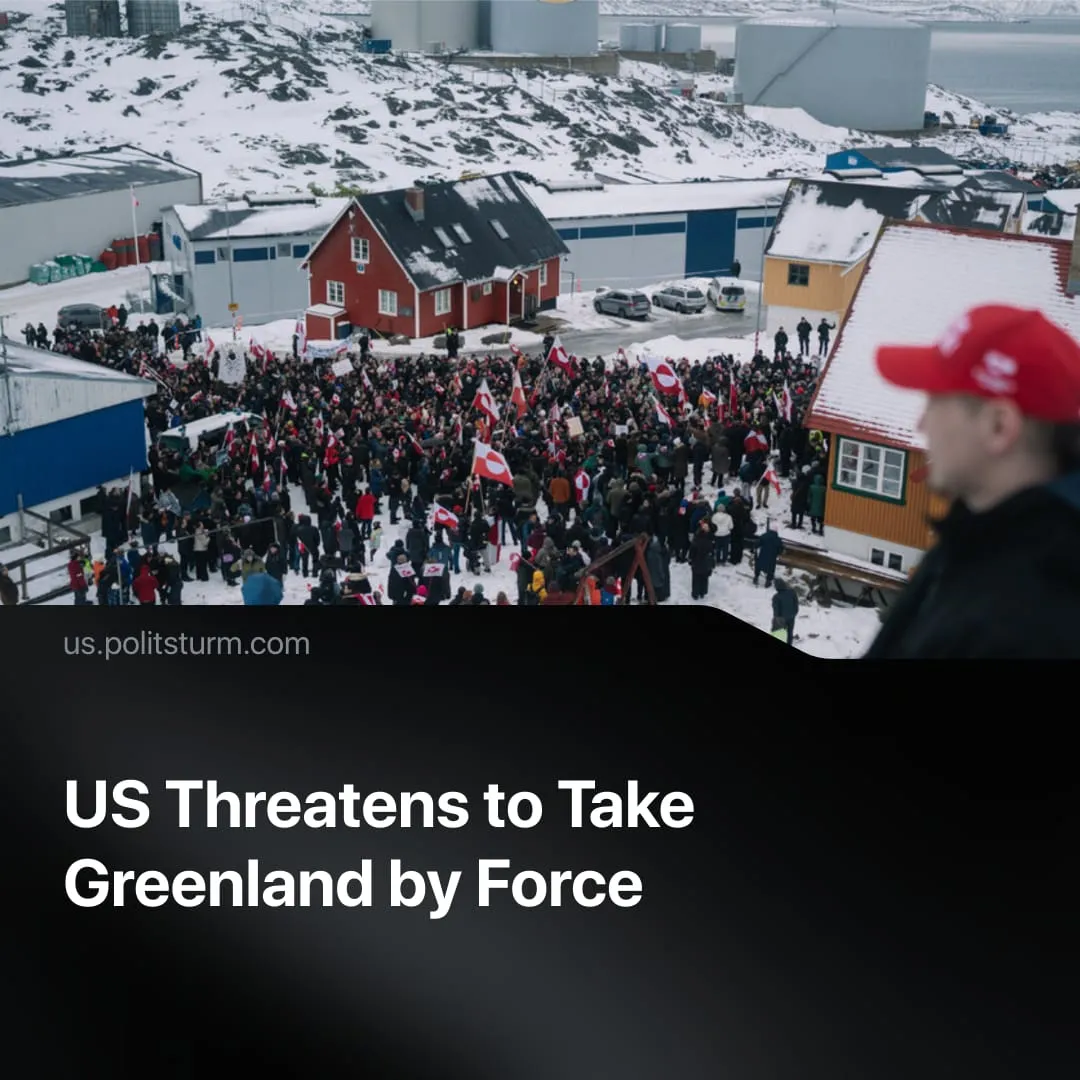 us.politsturm.com
US Threatens to Take
Greenland by Force